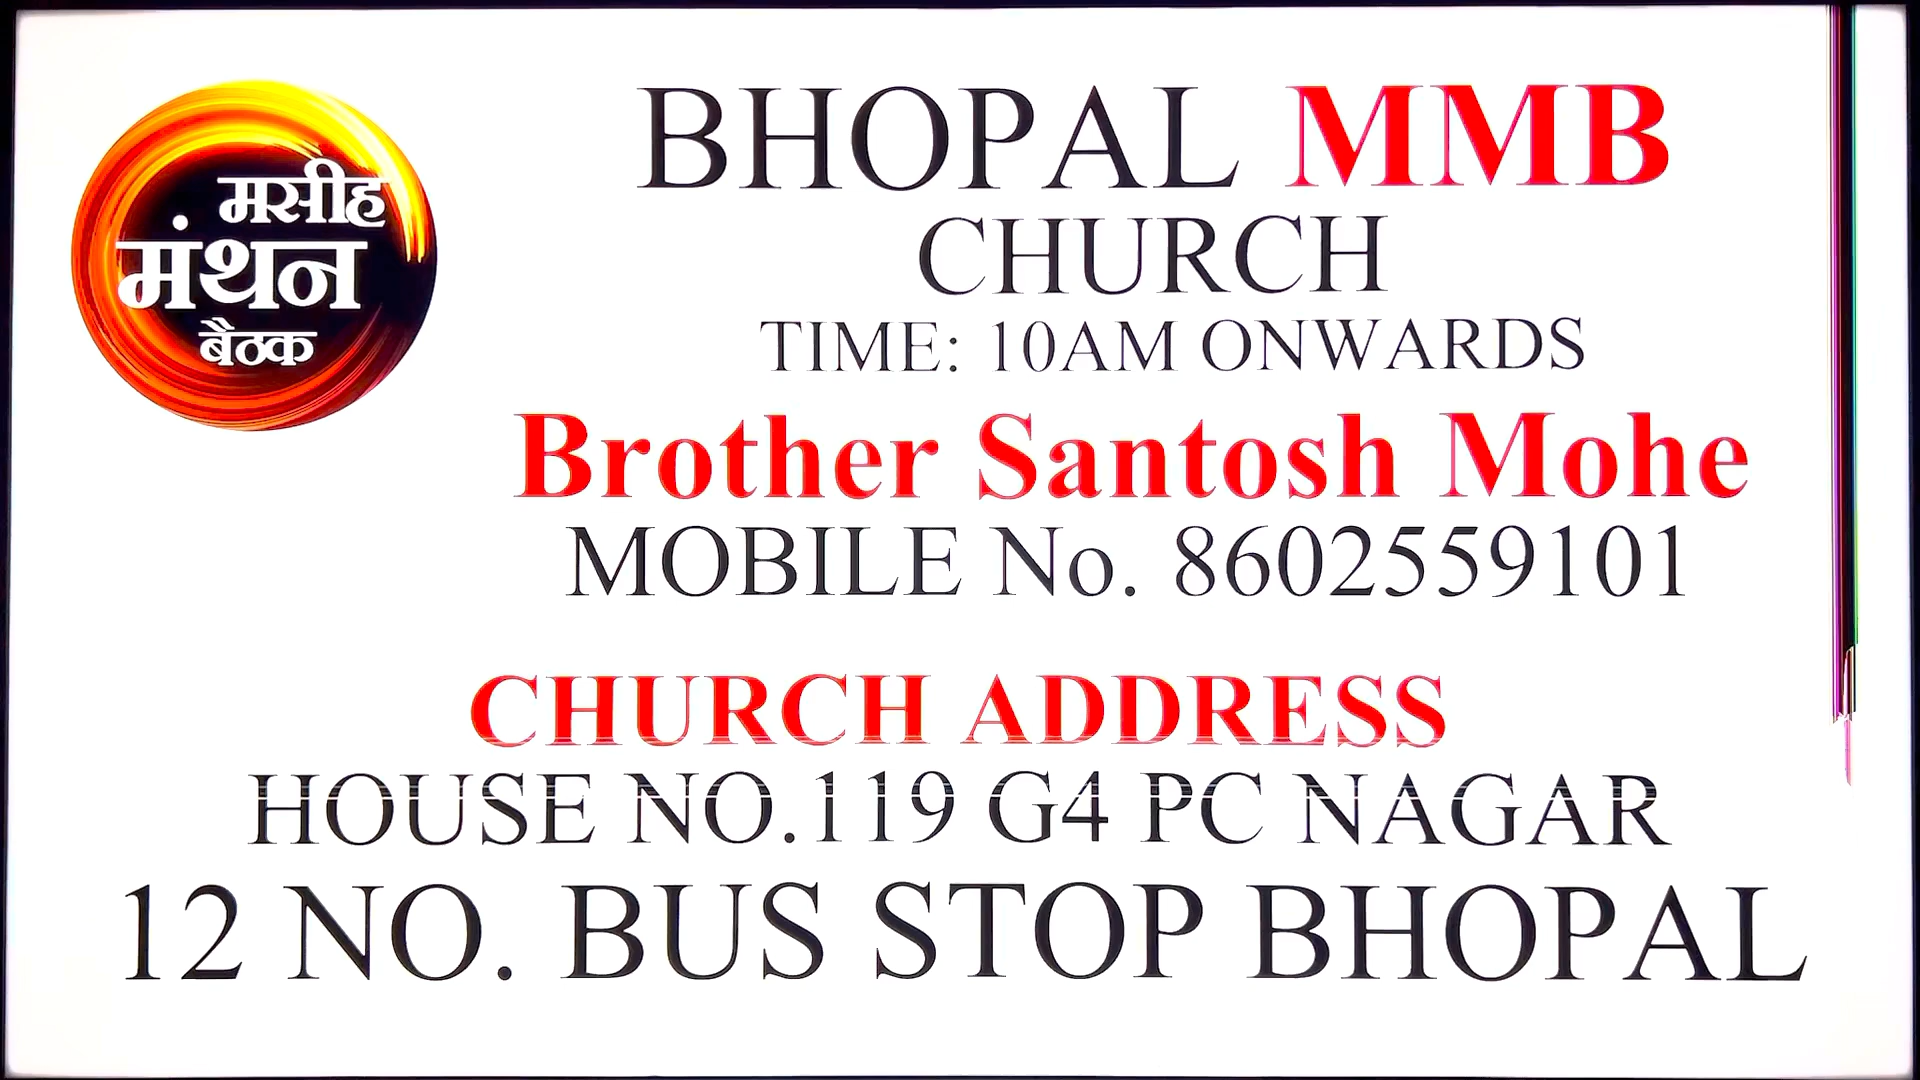 मसीह
मंथन
बैठक
BHOPAL MMB
CHURCH
TIME: 10AM ONWARDS
Brother Santosh Mohe
MOBILE No. 8602559101
CHURCH ADDRESS
HOUSE NO.119 G4 PC NAGAR
12 NO. BUS STOP BHOPAL